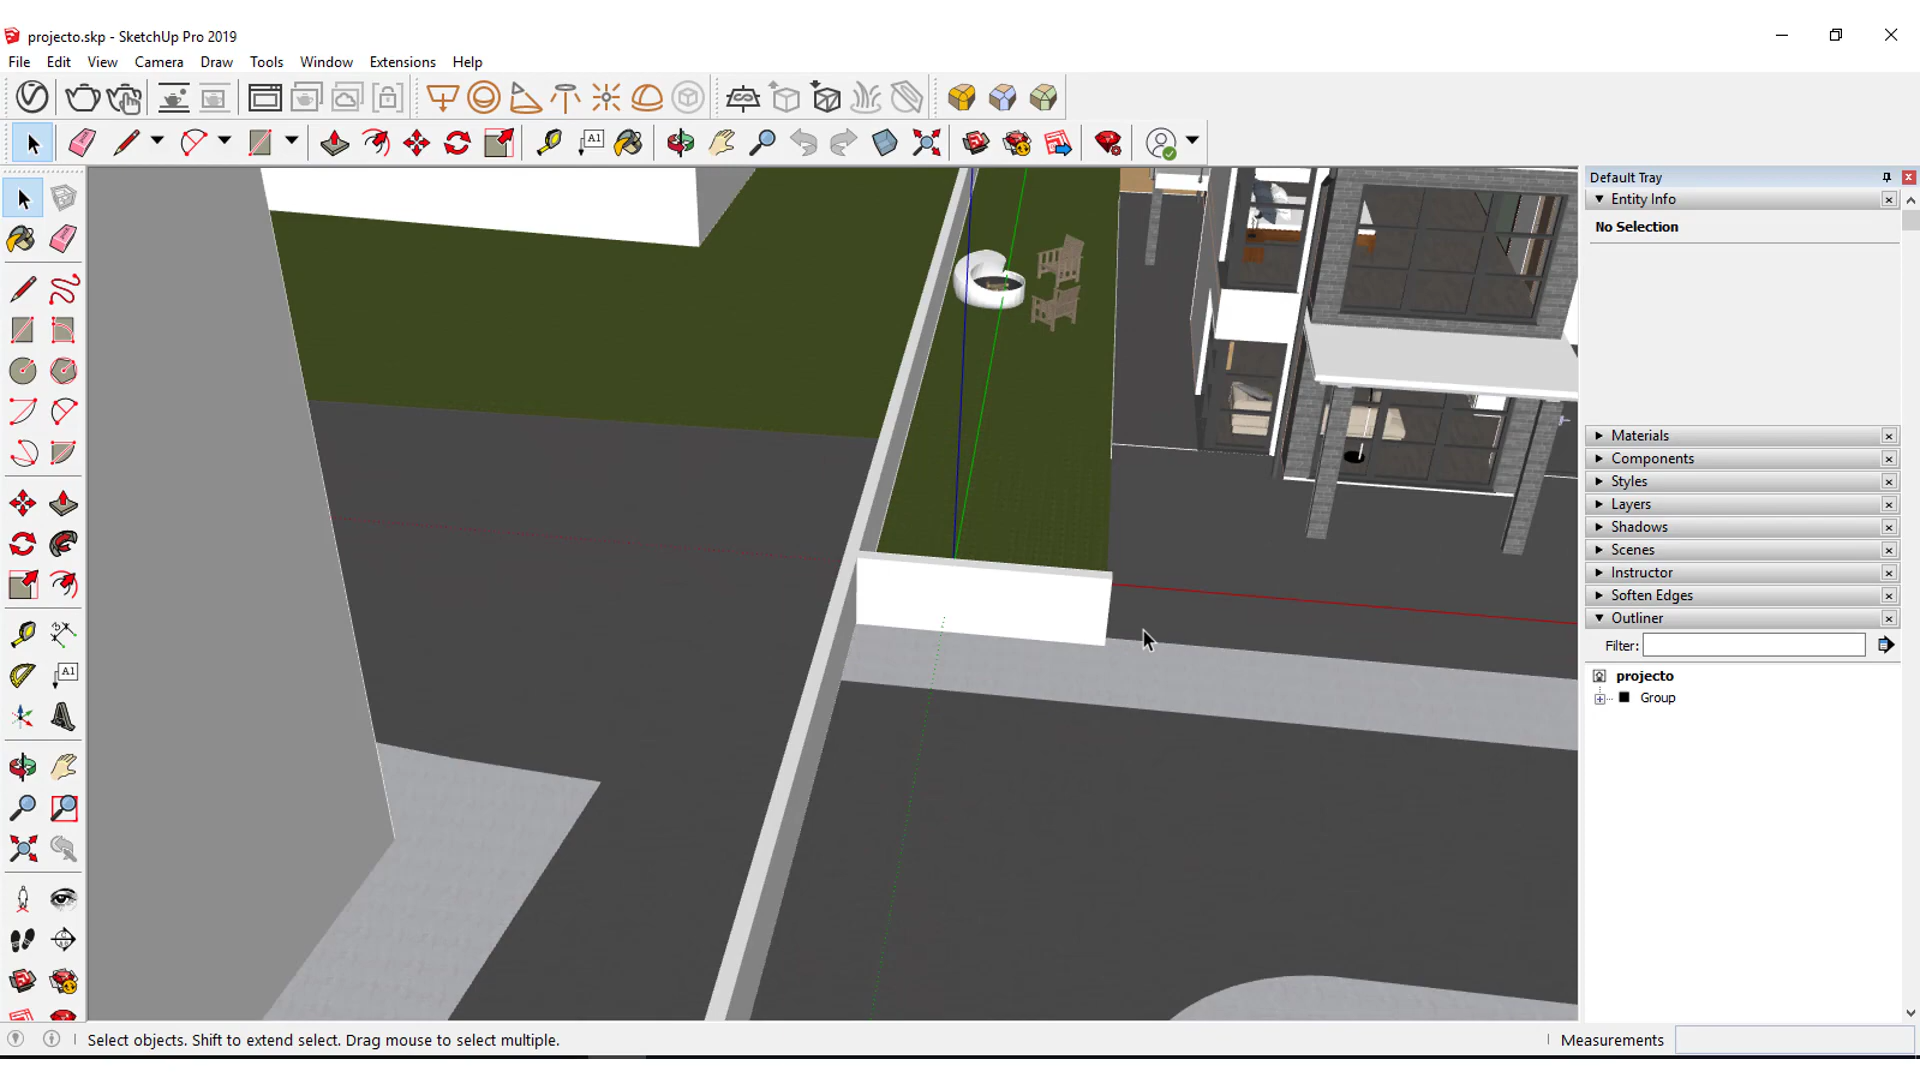 projecto.skp - SketchUp Pro 2019
File Edit View Camera Draw Tools Window Extensions Help
A1
Default Tray
Entity Info
No Selection
A1
Materials
Components
Styles
Layers
Shadows
Scenes
Instructor
Soften Edges
Outliner
Filter:
projecto
Group
Select objects. Shift to extend select. Drag mouse to select multiple.
Measurements